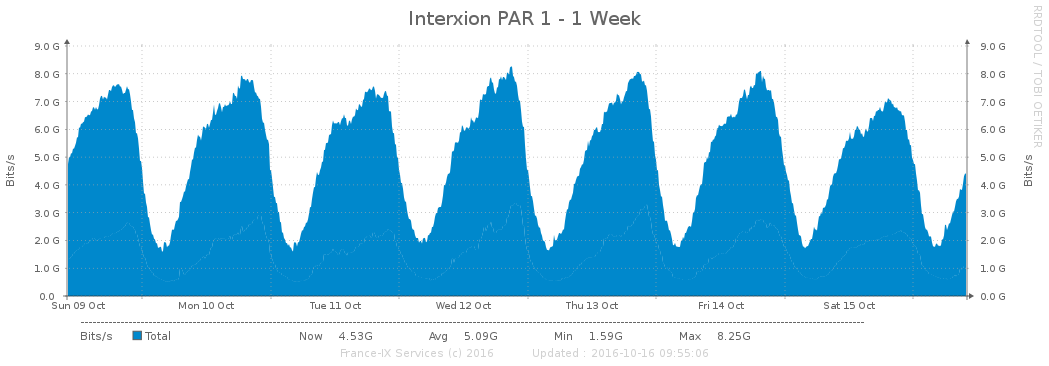 Interxion PAR 1 - 1 Week
RRDTOOL / TOBI OETIKER
Bits/s
9.0 G 9.0 G
8.0 G 8.0 G
7.0 G 7.0 G
6.0 G 6.0 G
5.0 G 5.0 G
4.0 G 4.0 G
3.0 G 3.0 G
2.0 G 2.0 G
1.0 G 1.0 G
0.0 0.0 G
Bits/s
Sun 09 Oct Mon 10 Oct Tue 11 Oct Wed 12 Oct Thu 13 Oct Fri 14 Oct Sat 15 Oct
Bits/s Total Now 4.53G Avg 5.09G Min 1.59G Max 8.25G
France-IX Services (c) 2016 Updated : 2016-10-16 09:55:06